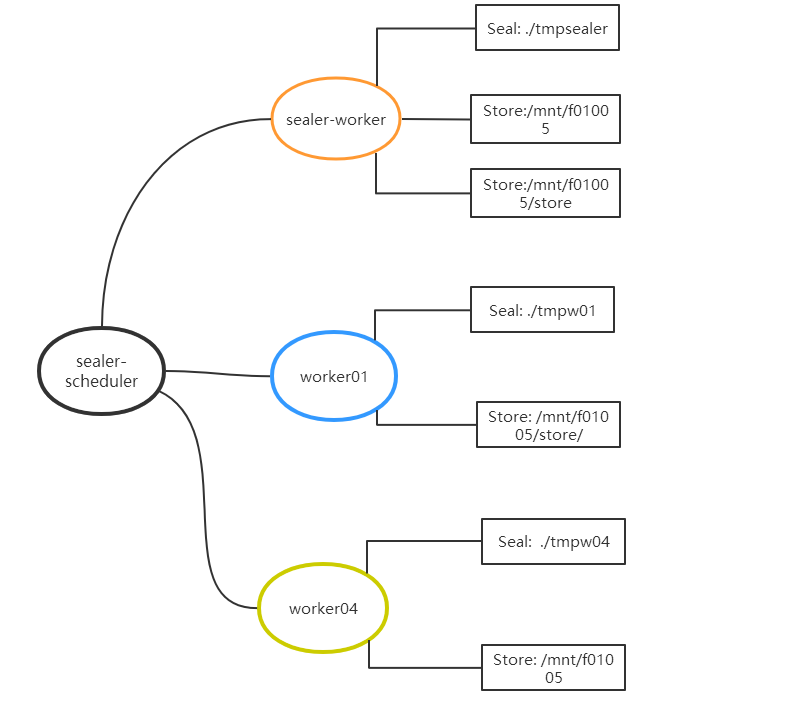 Seal: ./tmpsealer
sealer-worker
Store:/mnt/f0100
5
Store:/mnt/f0100
5/store
sealer-
scheduler
Seal: ./tmpw01
worker01
Store: /mnt/f010
05/store/
Seal:  ./tmpw04
worker04
Store: /mnt/f010
05